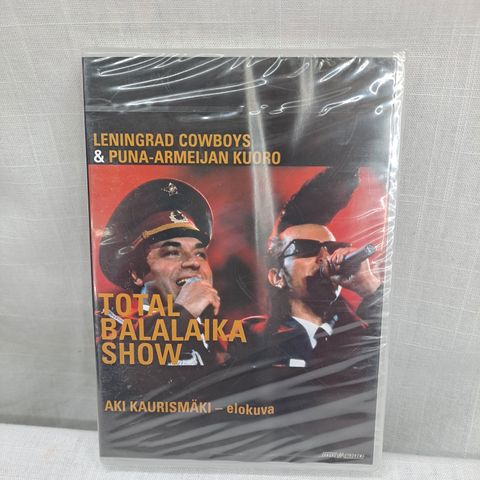 LENINGRAD COWBOYS
& PUNA-ARMEIJAN KUORO
TOTAL
BALALAIKA
SHOW
AKI KAURISMÄKI – elokuva